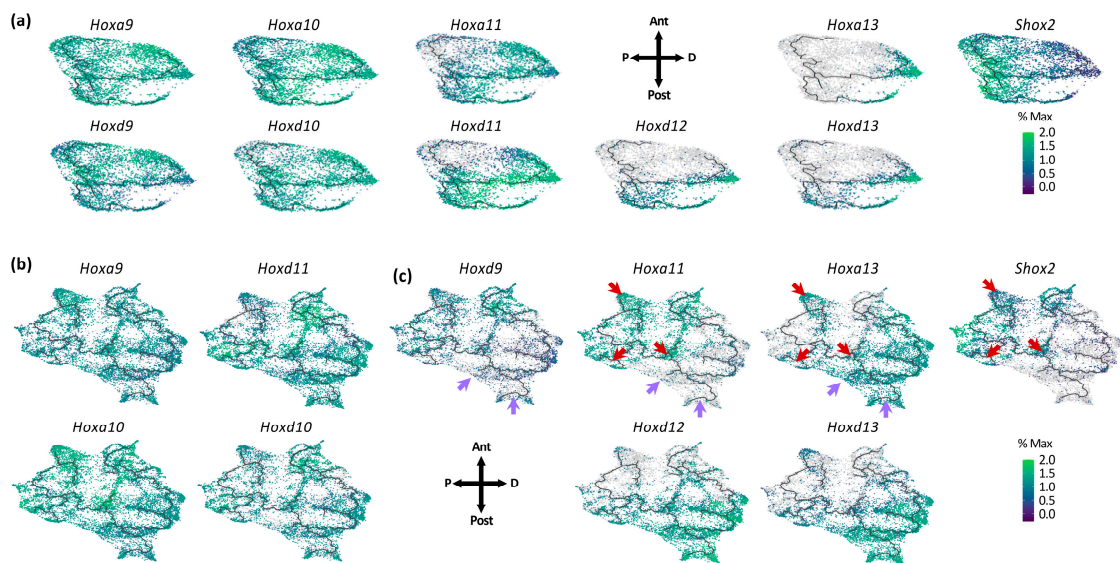 (a)
Hoxa9 Hoxa10 Hoxa11 Hoxa13 Shox2
Ant
P D
Post
Hoxd9 Hoxd10 Hoxd11 Hoxd12 Hoxd13
% Max
2.0
1.5
1.0
0.5
0.0
(b) (c)
Hoxa9 Hoxd11 Hoxd9 Hoxa11 Hoxa13 Shox2
Hoxa10 Hoxd10 Hoxd12 Hoxd13
Ant
P D
Post
% Max
2.0
1.5
1.0
0.5
0.0